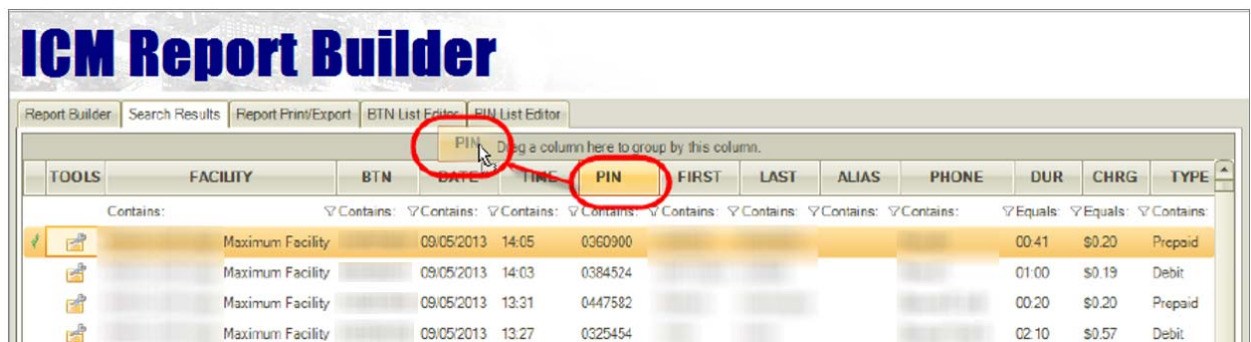 ICM Report Builder
Report Builder Search Results Report Print/Export BTN List Editor PIN List Editor
PIN Drag a column here to group by this column.
TOOLS FACILITY BTN DATE TIME PIN FIRST LAST ALIAS PHONE DUR CHRG TYPE
Contains: Contains: Contains: Contains: Contains: Contains: Contains: Contains: Contains: Equals: Equals: Contains:
Maximum Facility 09/05/2013 14:05 0360900 00:41 $0.20 Prepaid
Maximum Facility 09/05/2013 14:03 0384524 01:00 $0.19 Debit
Maximum Facility 09/05/2013 13:31 0447582 00:20 $0.20 Prepaid
Maximum Facility 09/05/2013 13:27 0325454 02:10 $0.57 Debit